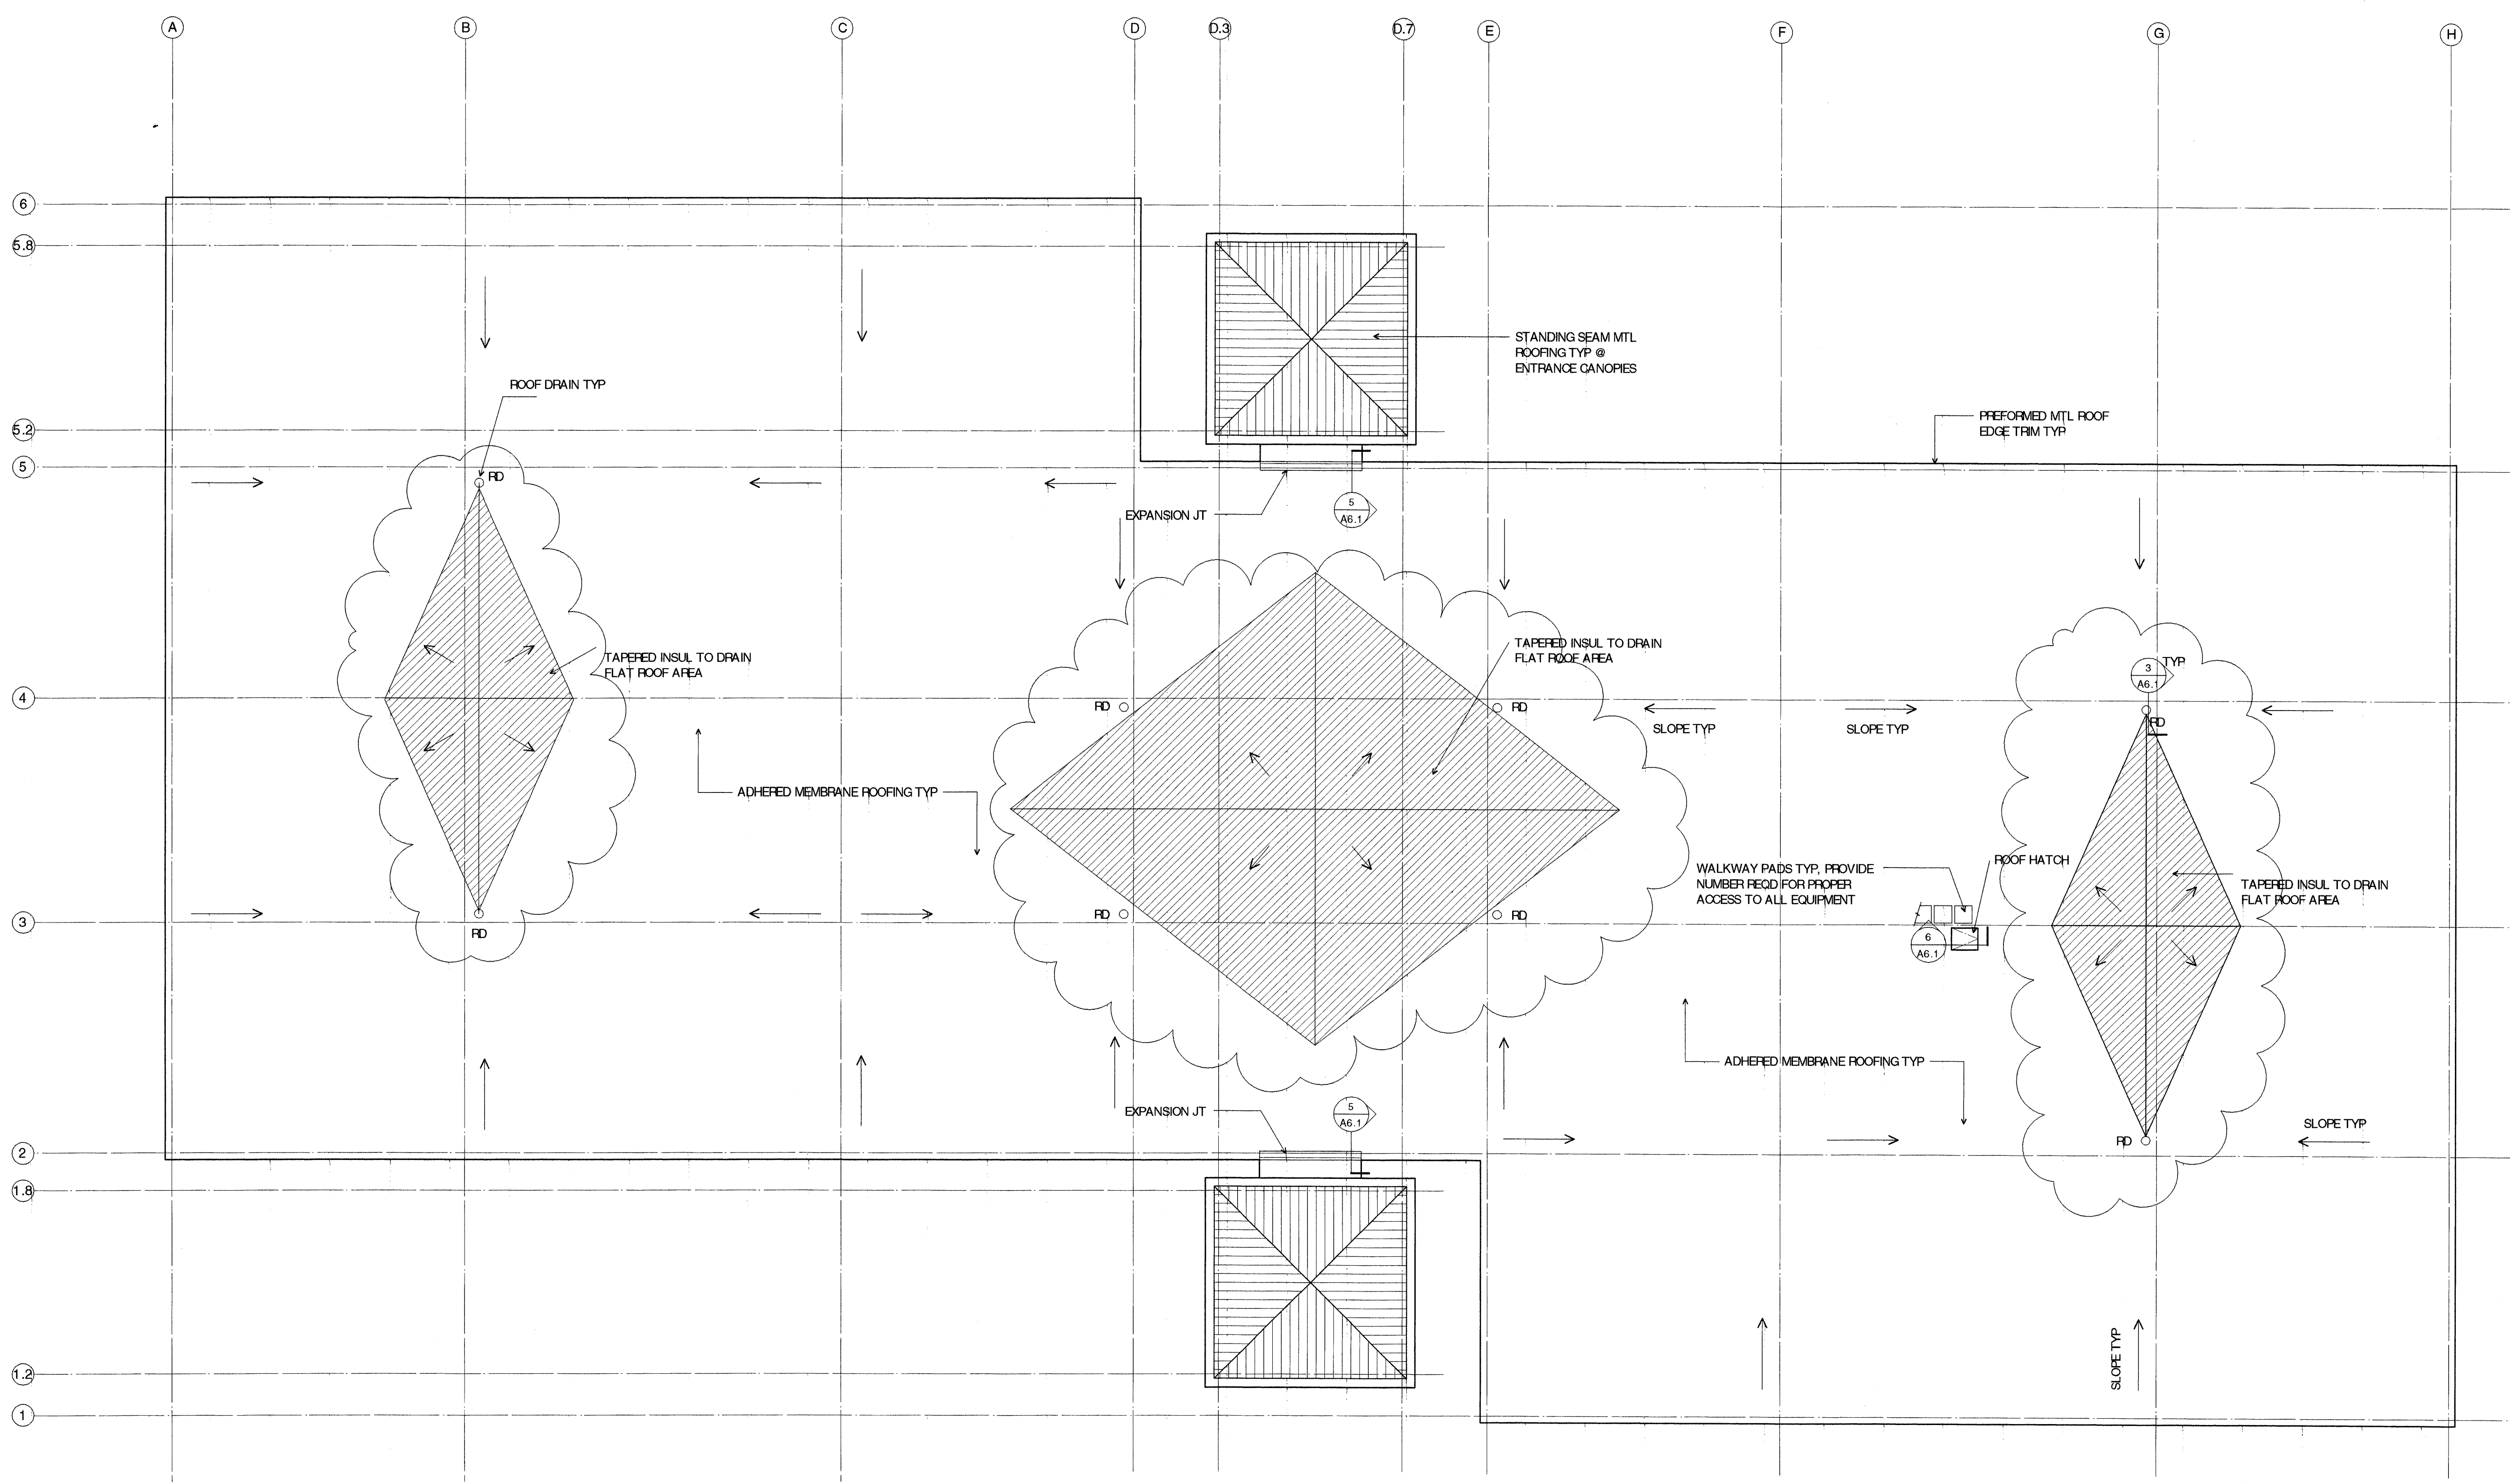 A
B
C
D
D.3
D.7
E
F
G
H
6
5.8
STANDING SEAM MTL
ROOFING TYP @
ENTRANCE CANOPIES
ROOF DRAIN TYP
PREFORMED MTL ROOF
EDGE TRIM TYP
5.2
5
RD
EXPANSION JT
5
A6.1
TAPERED INSUL TO DRAIN
FLAT ROOF AREA
TAPERED INSUL TO DRAIN
FLAT ROOF AREA
3
A6.1
TYP
4
RD
RD
RD
SLOPE TYP
SLOPE TYP
ADHERED MEMBRANE ROOFING TYP
WALKWAY PADS TYP, PROVIDE
NUMBER REQD FOR PROPER
ACCESS TO ALL EQUIPMENT
ROOF HATCH
TAPERED INSUL TO DRAIN
FLAT ROOF AREA
3
RD
RD
RD
6
A6.1
ADHERED MEMBRANE ROOFING TYP
EXPANSION JT
5
A6.1
SLOPE TYP
RD
2
1.8
SLOPE TYP
1.2
1